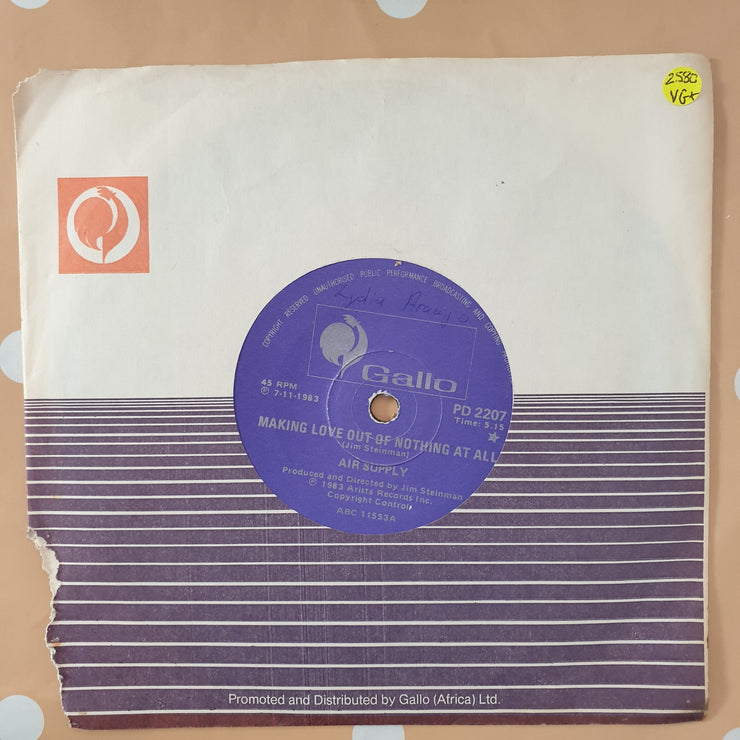 2580
VG+
COPYRIGHT RESERVED UNAUTHORISED PUBLIC PERFORMANCE BROADCASTING AND COPYING
Lydia
Gallo
45 RPM
℗ 7-11-1983
PD 2207
Time: 5.15
MAKING LOVE OUT OF NOTHING AT ALL
(Jim Steinman)
AIR SUPPLY
Produced and Directed by Jim Steinman
℗ 1983 Arists Records Inc.
Copyright Control
ABC 11553A
Promoted and Distributed by Gallo (Africa) Ltd.